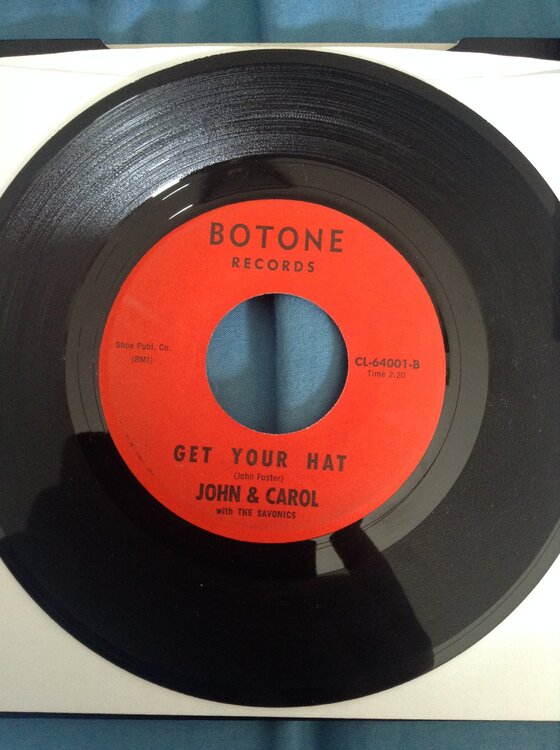 BOTONE
RECORDS
Shoe Publ. Co.
(BMI)
CL-64001-B
Time 2:20
GET YOUR HAT
(John Foster)
JOHN & CAROL
with THE SAVONICS